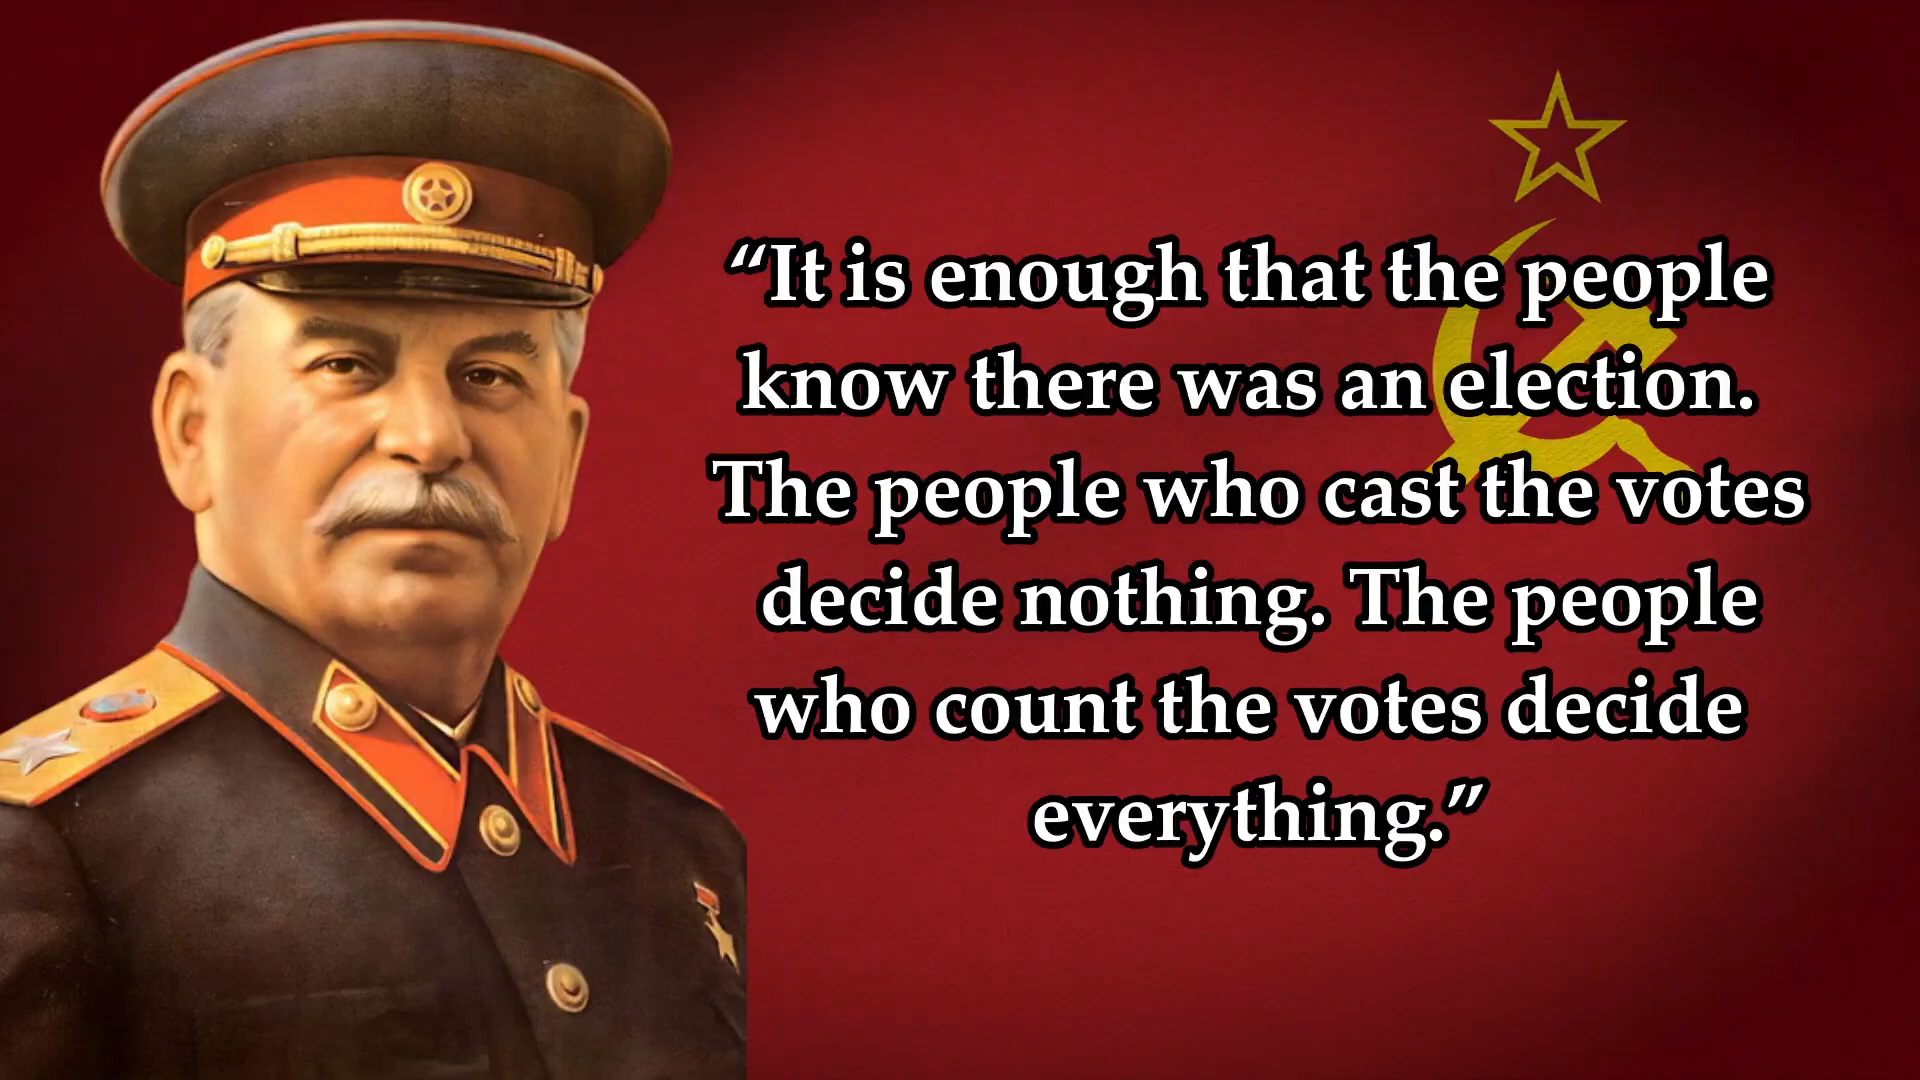 “It is enough that the people
know there was an election.
The people who cast the votes
decide nothing. The people
who count the votes decide
everything.”